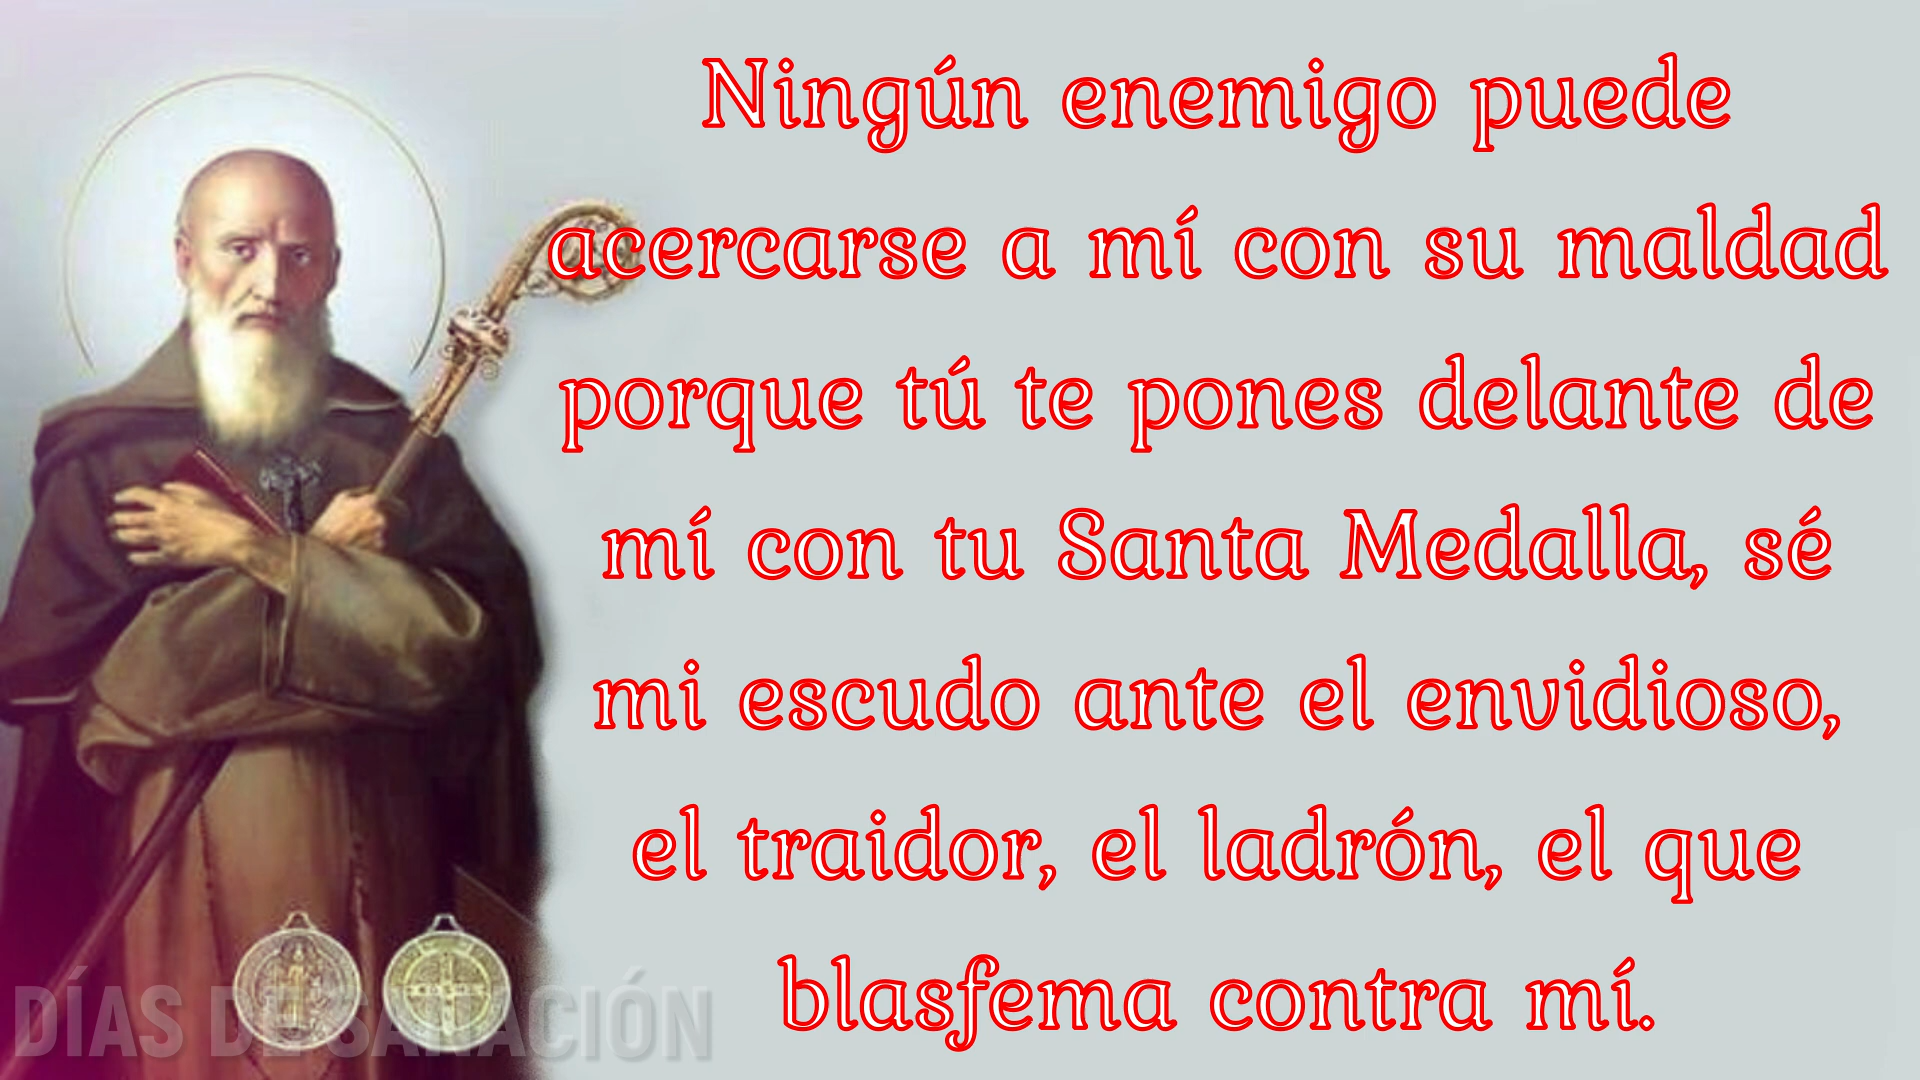 Ningún enemigo puede
acercarse a mí con su maldad
porque tú te pones delante de
mí con tu Santa Medalla, sé
mi escudo ante el envidioso,
el traidor, el ladrón, el que
blasfema contra mí.
DÍAS DE SANACIÓN